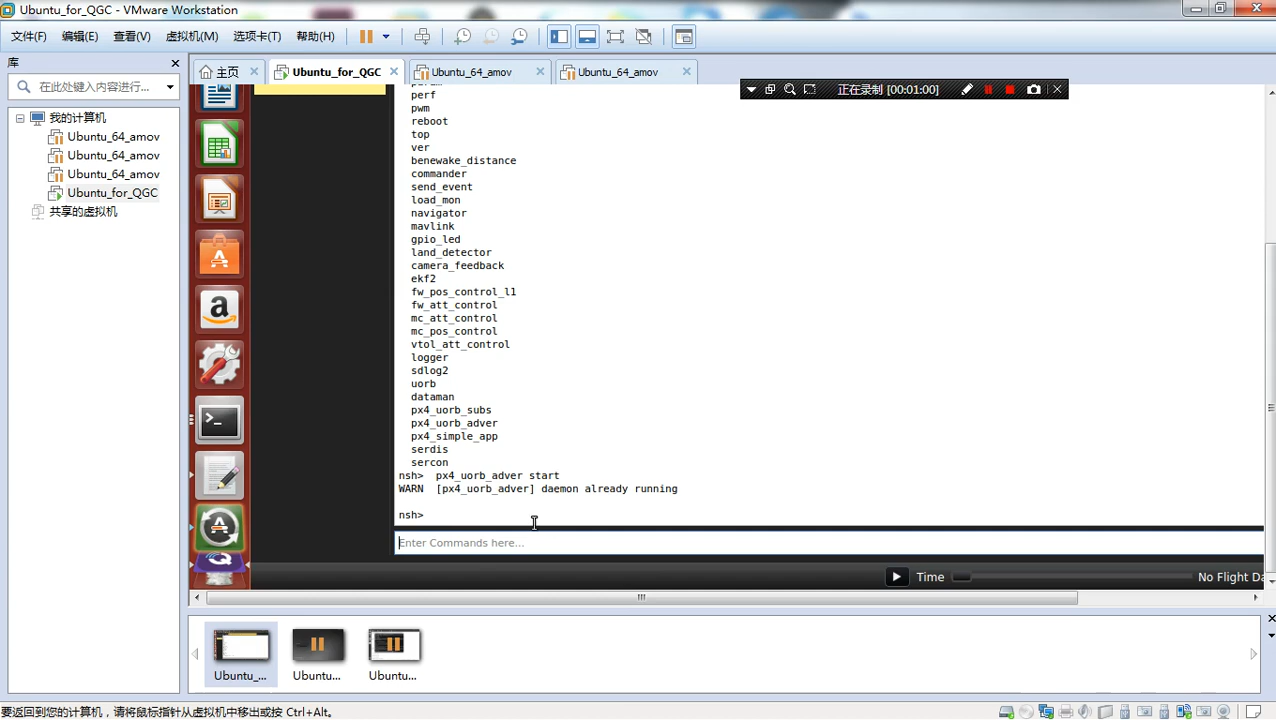 Ubuntu_for_QGC - VMware Workstation
文件(F) 编辑(E) 查看(V) 虚拟机(M) 选项卡(T) 帮助(H)
库
在此处键入内容进行...
我的计算机
Ubuntu_64_amov
Ubuntu_64_amov
Ubuntu_64_amov
Ubuntu_for_QGC
共享的虚拟机
主页 Ubuntu_for_QGC Ubuntu_64_amov Ubuntu_64_amov
正在录制 [00:01:00]
perf
pwm
reboot
top
ver
benewake_distance
commander
send_event
load_mon
navigator
mavlink
gpio_led
land_detector
camera_feedback
ekf2
fw_pos_control_l1
fw_att_control
mc_att_control
mc_pos_control
vtol_att_control
logger
sdlog2
uorb
dataman
px4_uorb_subs
px4_uorb_adver
px4_simple_app
serdis
sercon
nsh> px4_uorb_adver start
WARN [px4_uorb_adver] daemon already running
nsh>
Enter Commands here...
Time No Flight Da
Ubuntu_... Ubuntu... Ubuntu...
要返回到您的计算机，请将鼠标指针从虚拟机中移出或按 Ctrl+Alt。